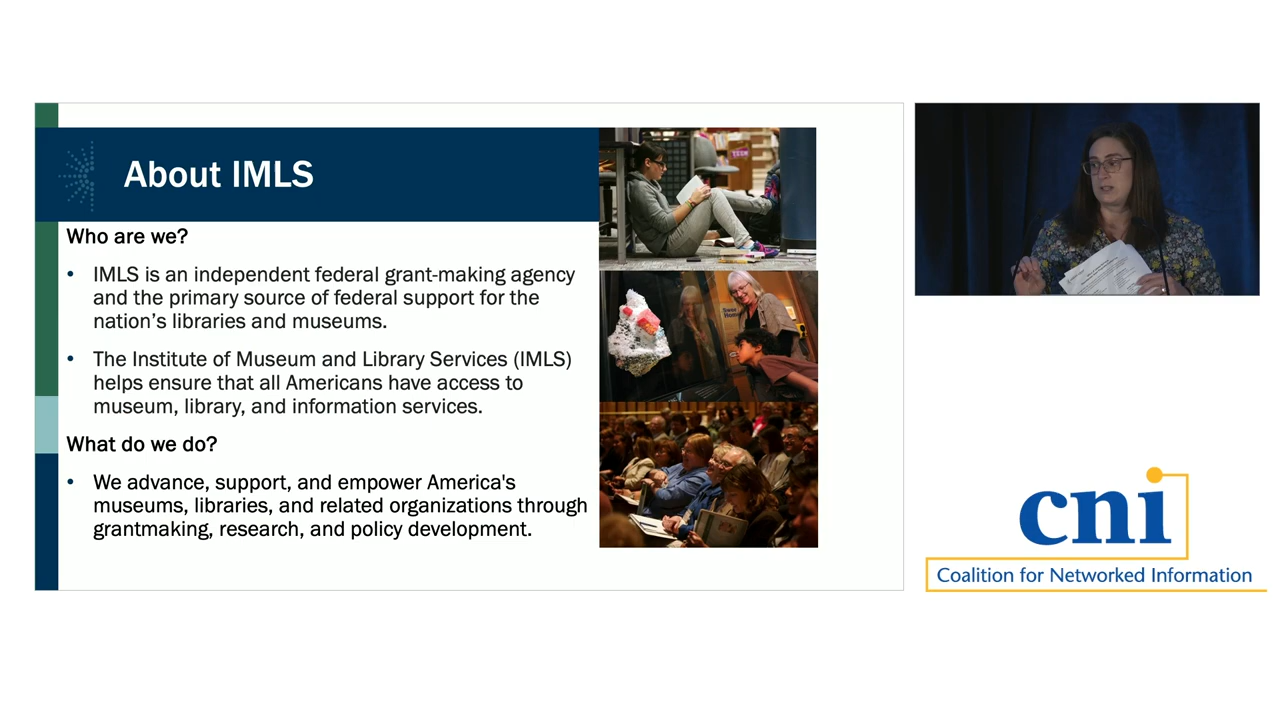 About IMLS
Who are we?
• IMLS is an independent federal grant-making agency
and the primary source of federal support for the
nation’s libraries and museums.
• The Institute of Museum and Library Services (IMLS)
helps ensure that all Americans have access to
museum, library, and information services.
What do we do?
• We advance, support, and empower America's
museums, libraries, and related organizations through
grantmaking, research, and policy development.
TEEN
cni
Coalition for Networked Information